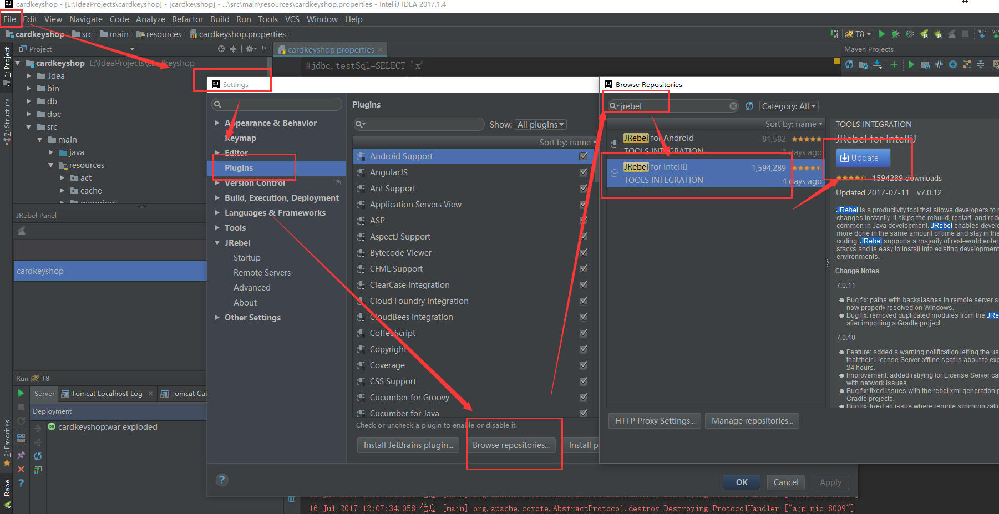 cardkeyshop - [E:\IdeaProjects\cardkeyshop] - [cardkeyshop] - ...\src\main\resources\cardkeyshop.properties - IntelliJ IDEA 2017.1.4
File Edit View Navigate Code Analyze Refactor Build Run Tools VCS Window Help
cardkeyshop src main resources cardkeyshop.properties
T8
VCS
1: Project
7: Structure
2: Favorites
JRebel
Project
cardkeyshop E:\IdeaProjects\cardkeyshop
.idea
bin
db
doc
src
main
java
resources
act
cache
mappings
JRebel Panel
cardkeyshop
Run T8
Server Tomcat Localhost Log Tomcat Cat
Deployment
cardkeyshop:war exploded
cardkeyshop.properties
#jdbc.testSql=SELECT 'x'
Maven Projects
Settings
Appearance & Behavior
Keymap
Editor
Plugins
Version Control
Build, Execution, Deployment
Languages & Frameworks
Tools
JRebel
Startup
Remote Servers
Advanced
About
Other Settings
Plugins
Show: All plugins
Sort by: name
Android Support
AngularJS
Ant Support
Application Servers View
ASP
AspectJ Support
Bytecode Viewer
CFML Support
ClearCase Integration
Cloud Foundry integration
CloudBees integration
CoffeeScript
Copyright
Coverage
CSS Support
Cucumber for Groovy
Cucumber for Java
Check or uncheck a plugin to enable or disable it.
Install JetBrains plugin... Browse repositories... Install p
OK Cancel Apply
Browse Repositories
jrebel
Category: All
Sort by: name
JRebel for Android 81,582
TOOLS INTEGRATION 3 days ago
JRebel for IntelliJ 1,594,289
TOOLS INTEGRATION 4 days ago
HTTP Proxy Settings... Manage repositories...
TOOLS INTEGRATION
JRebel for IntelliJ
Update
1594289 downloads
Updated 2017-07-11 v7.0.12
JRebel is a productivity tool that allows developers to
changes instantly. It skips the rebuild, restart, and
common in Java development. JRebel enables
more done in the same amount of time and stay in the
coding. JRebel supports a majority of real-world
stacks and is easy to install into existing
environments.
Change Notes
7.0.11
Bug fix: paths with backslashes in remote server
now properly resolved on Windows.
Bug fix: removed duplicated modules from the JRe
after importing a Gradle project.
7.0.10
Feature: added a warning notification letting the
that their License Server offline seat is about to
24 hours.
Improvement: added retrying for License Server
with network issues.
Bug fix: fixed issues with the rebel.xml generation
Gradle projects.
Bug fix: fixed an issue where remote
16-Jul-2017 12:07:34.058 信息 [main] org.apache.coyote.AbstractProtocol.destroy Destroying ProtocolHandler ["ajp-nio-8009"]